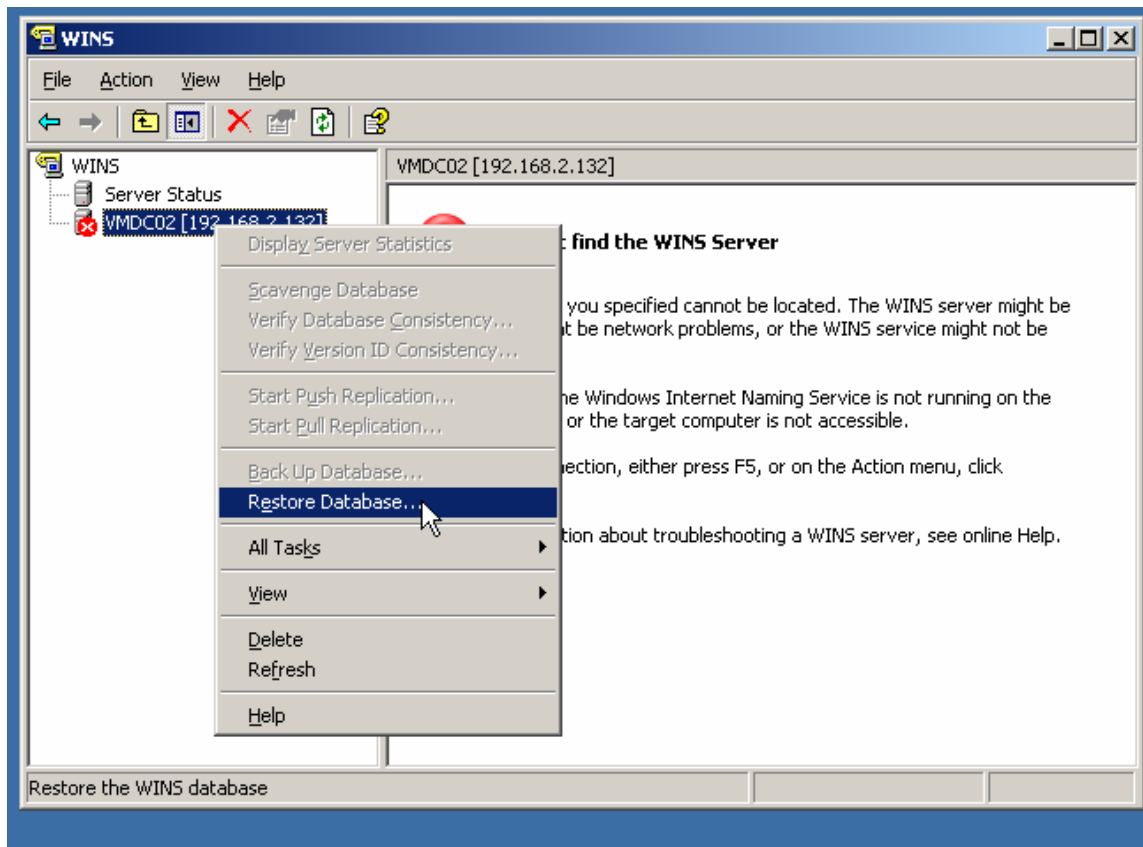 WINS
File Action View Help
WINS
Server Status
VMDC02 [192.168.2.132]
VMDC02 [192.168.2.132]
Display Server Statistics
Scavenge Database
Verify Database Consistency...
Verify Version ID Consistency...
Start Push Replication...
Start Pull Replication...
Back Up Database...
Restore Database...
All Tasks
View
Delete
Refresh
Help
find the WINS Server
you specified cannot be located. The WINS server might be
be network problems, or the WINS service might not be
Windows Internet Naming Service is not running on the
or the target computer is not accessible.
either press F5, or on the Action menu, click
about troubleshooting a WINS server, see online Help.
Restore the WINS database